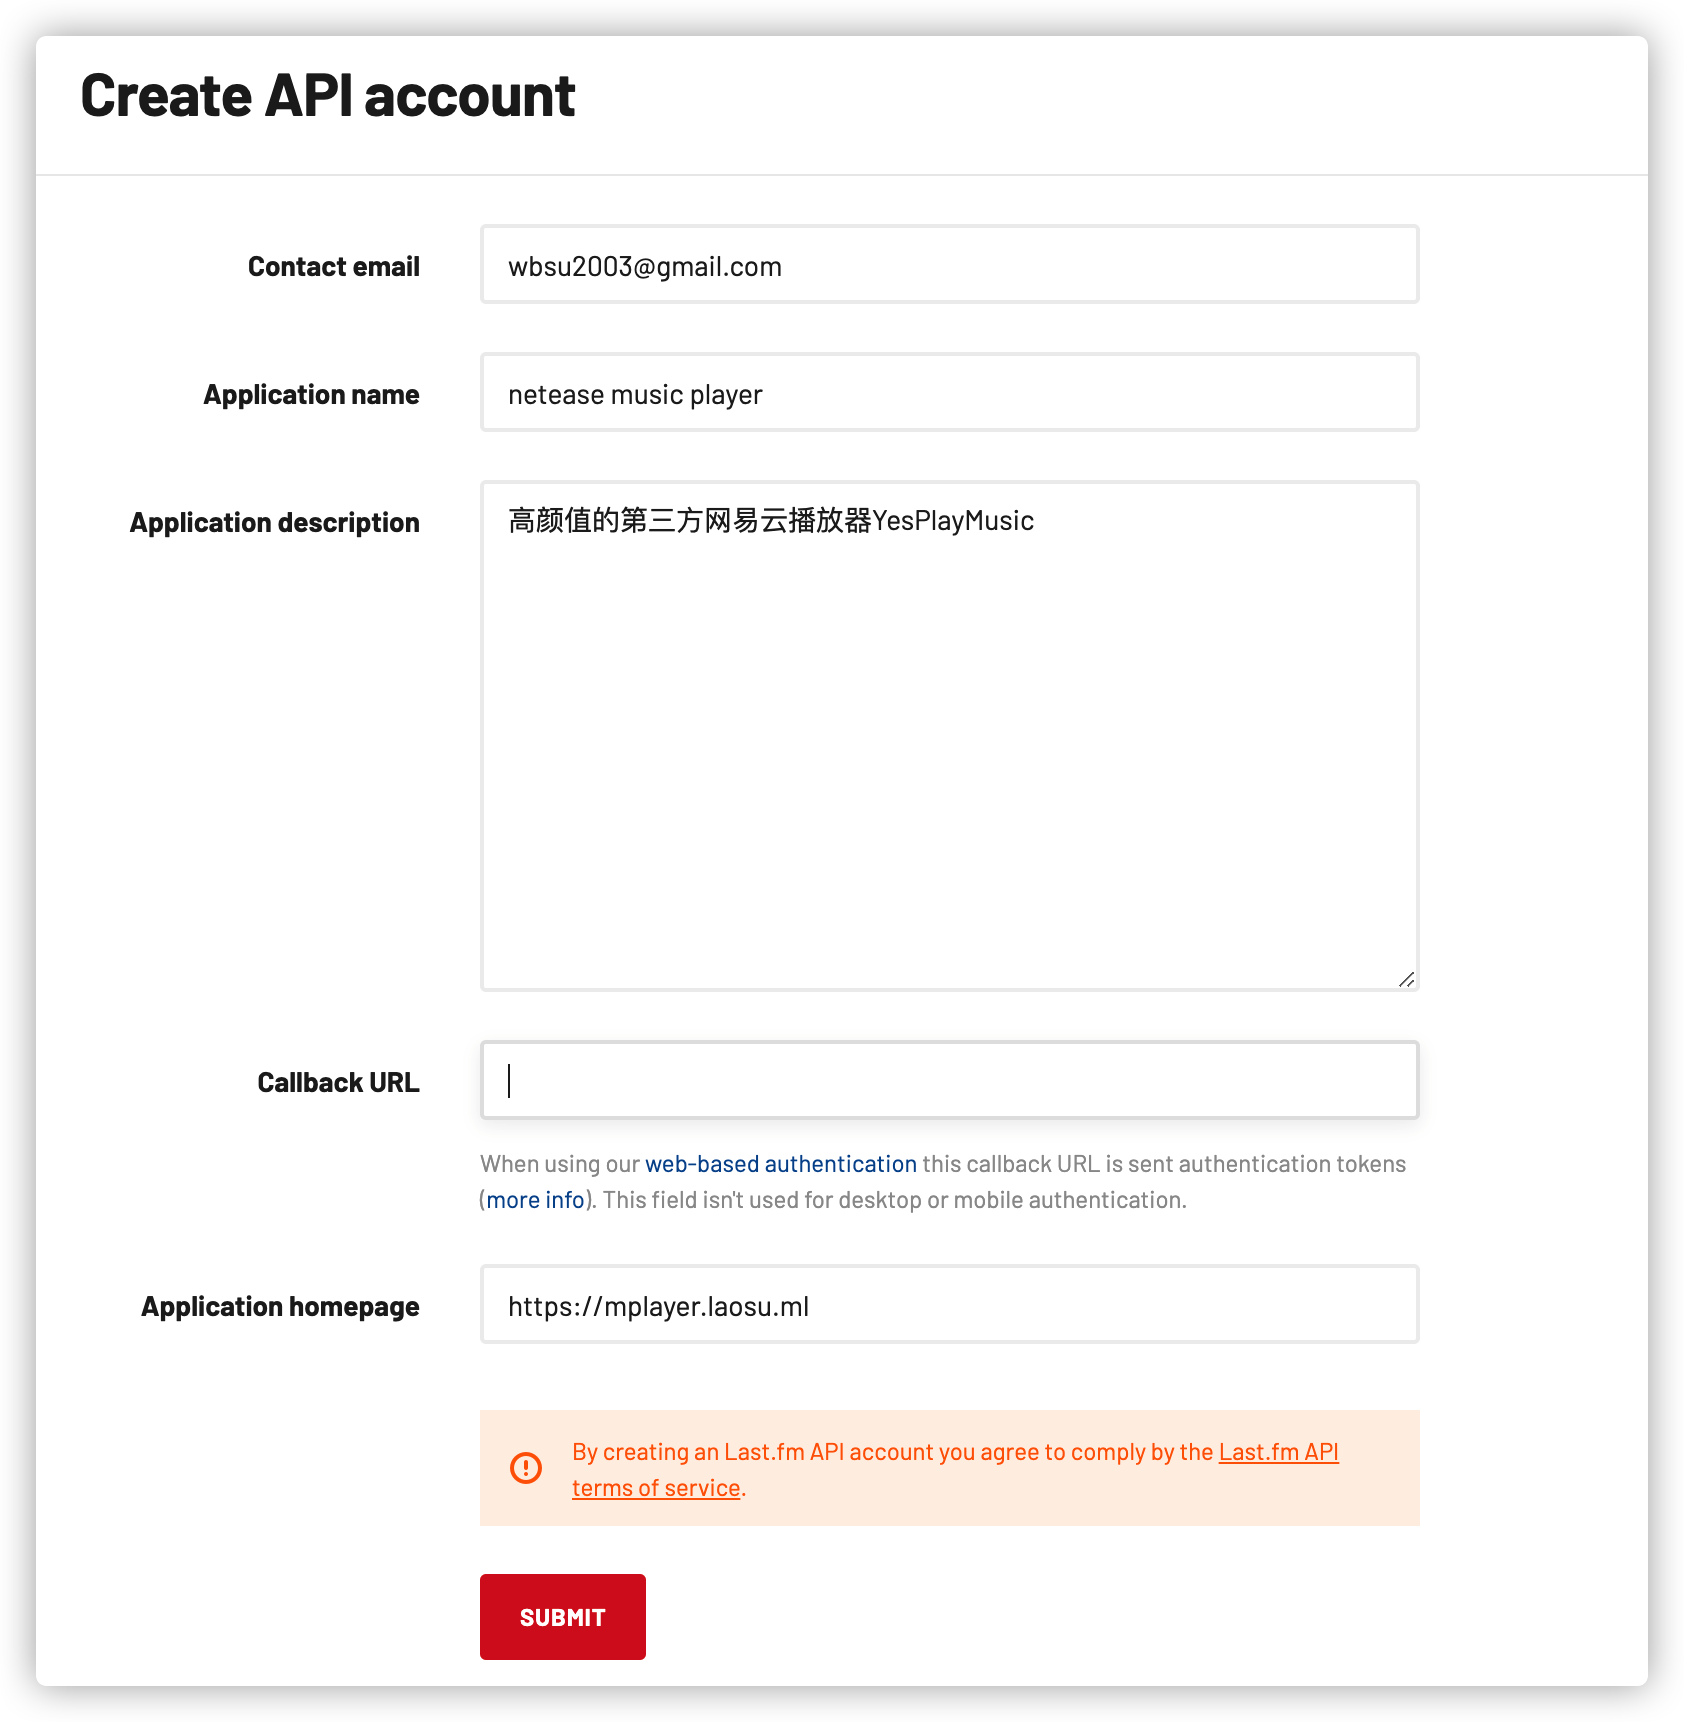 Create API account
Contact email
wbsu2003@gmail.com
Application name
netease music player
Application description
高颜值的第三方网易云播放器YesPlayMusic
Callback URL
When using our web-based authentication this callback URL is sent authentication tokens
(more info). This field isn't used for desktop or mobile authentication.
Application homepage
https://mplayer.laosu.ml
By creating an Last.fm API account you agree to comply by the Last.fm API
terms of service.
SUBMIT